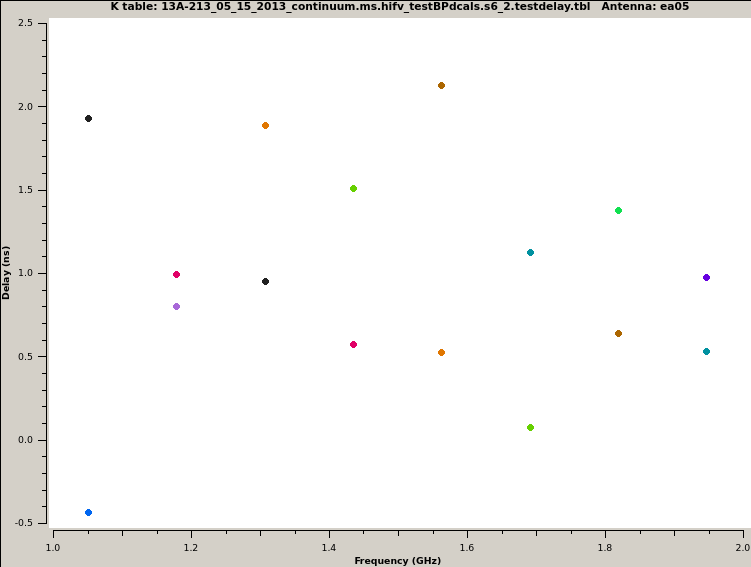 K table: 13A-213_05_15_2013_continuum.ms.hifv_testBPdcals.s6_2.testdelay.tbl Antenna: ea05
2.5
2.0
1.5
1.0
0.5
0.0
-0.5
Delay (ns)
1.0 1.2 1.4 1.6 1.8 2.0
Frequency (GHz)